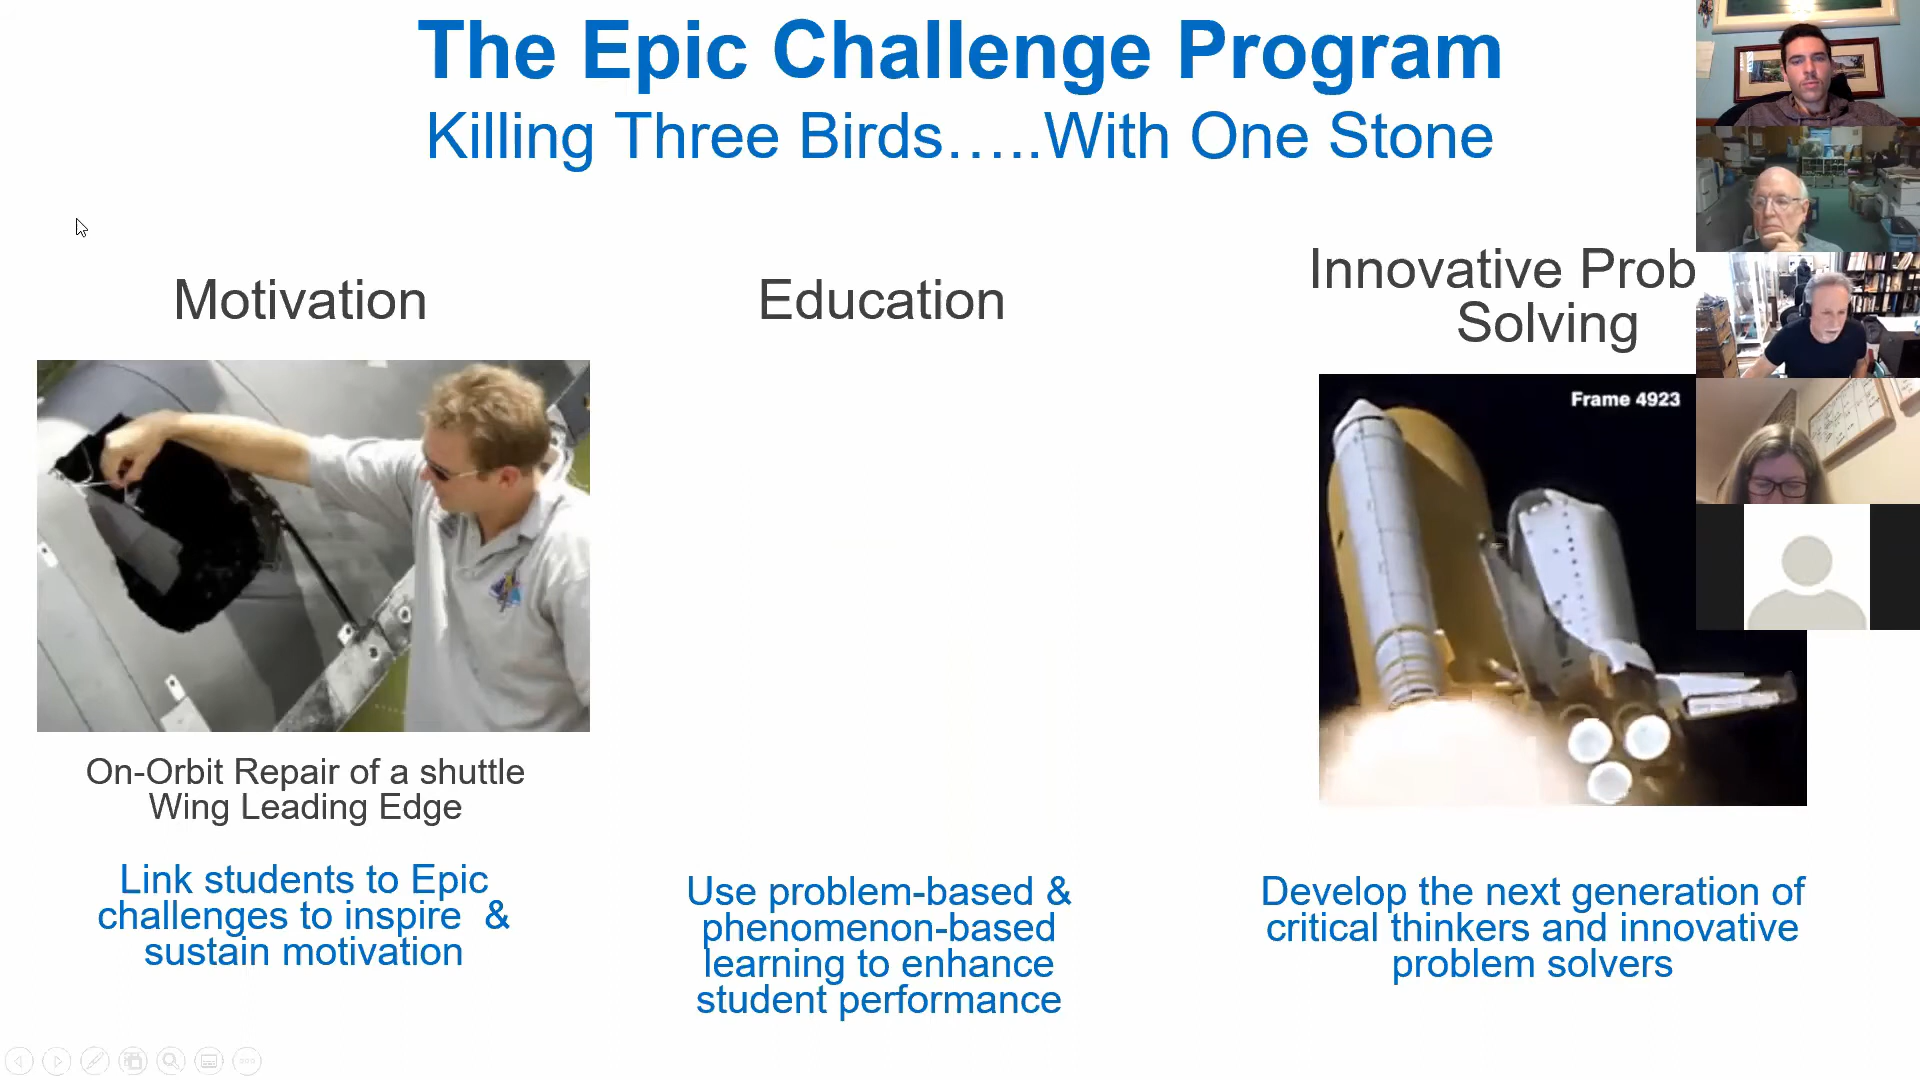 The Epic Challenge Program
Killing Three Birds.....With One Stone
Motivation
Education
Innovative Prob
Solving
Frame 4923
On-Orbit Repair of a shuttle
Wing Leading Edge
Link students to Epic
challenges to inspire &
sustain motivation
Use problem-based &
phenomenon-based
learning to enhance
student performance
Develop the next generation of
critical thinkers and innovative
problem solvers